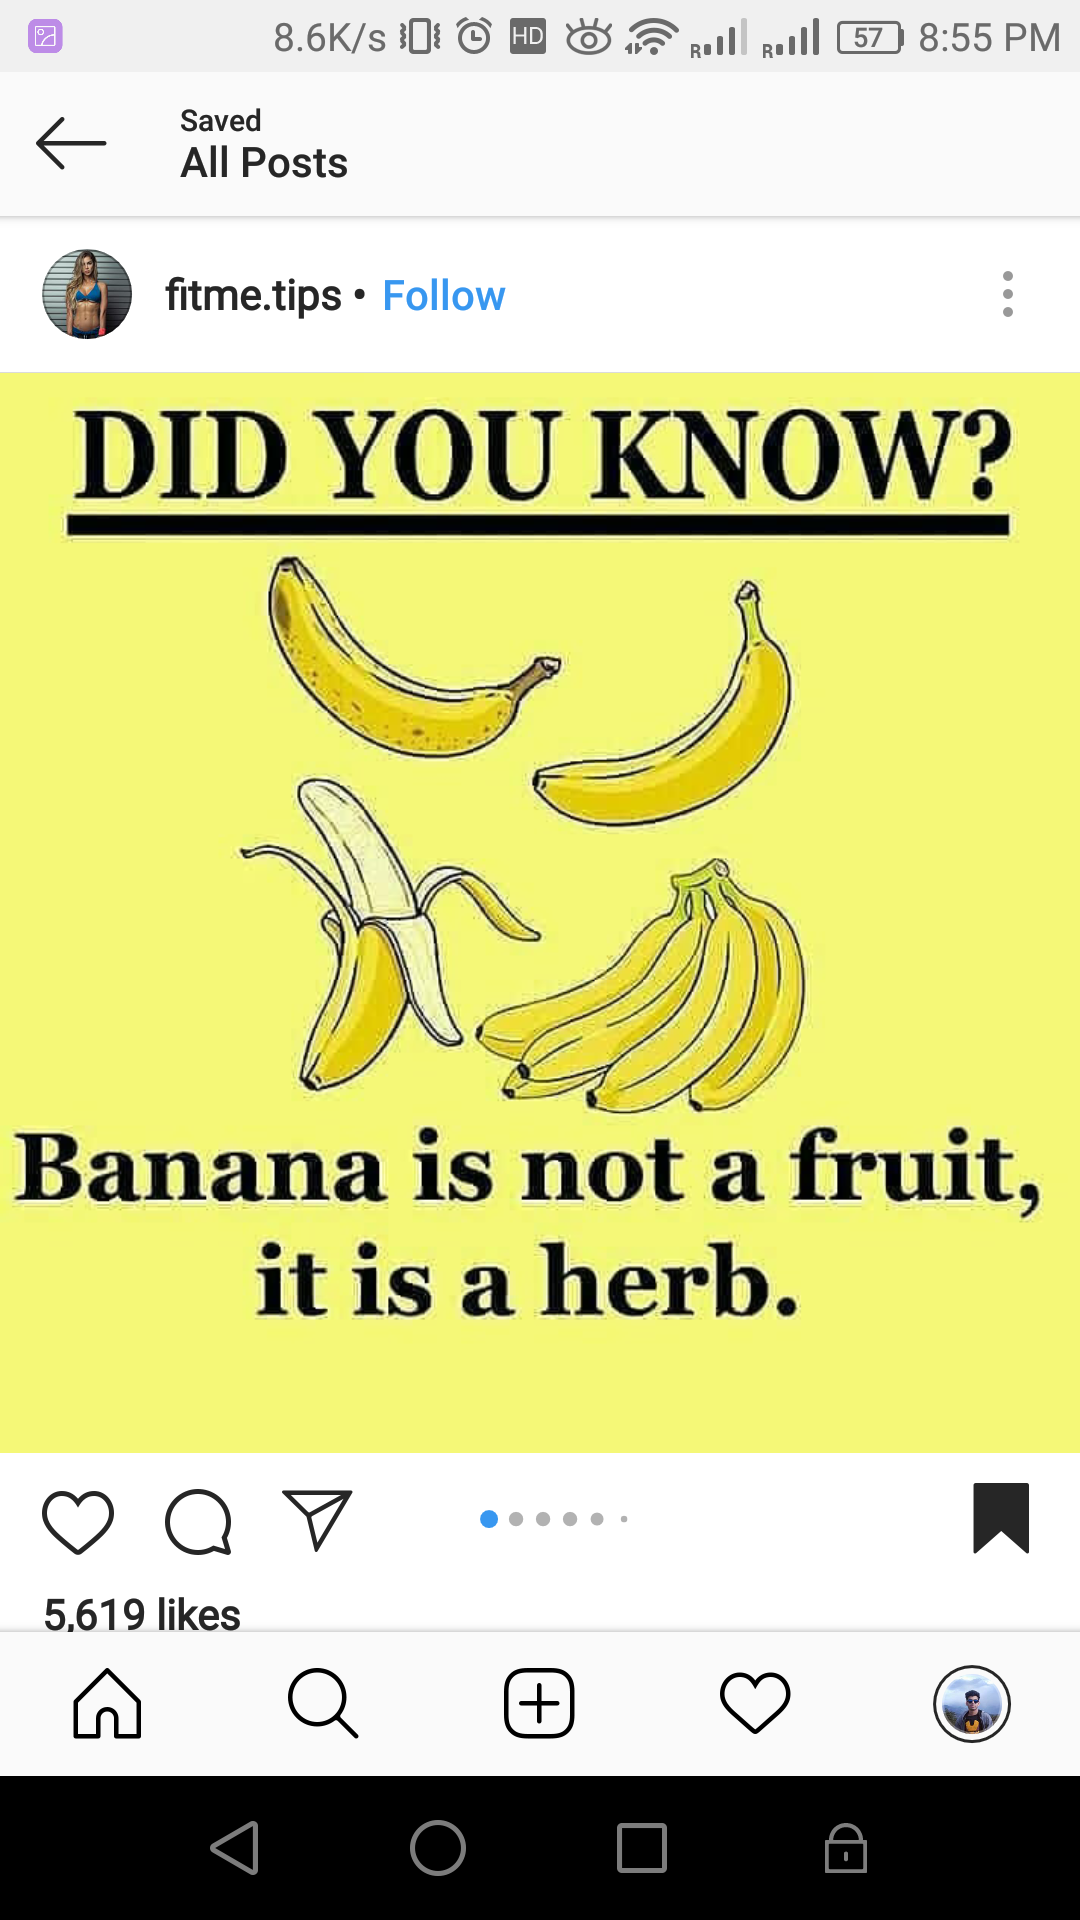 8.6K/s HD 57 8:55 PM
Saved
All Posts
fitme.tips • Follow
DID YOU KNOW?
Banana is not a fruit,
it is a herb.
5,619 likes